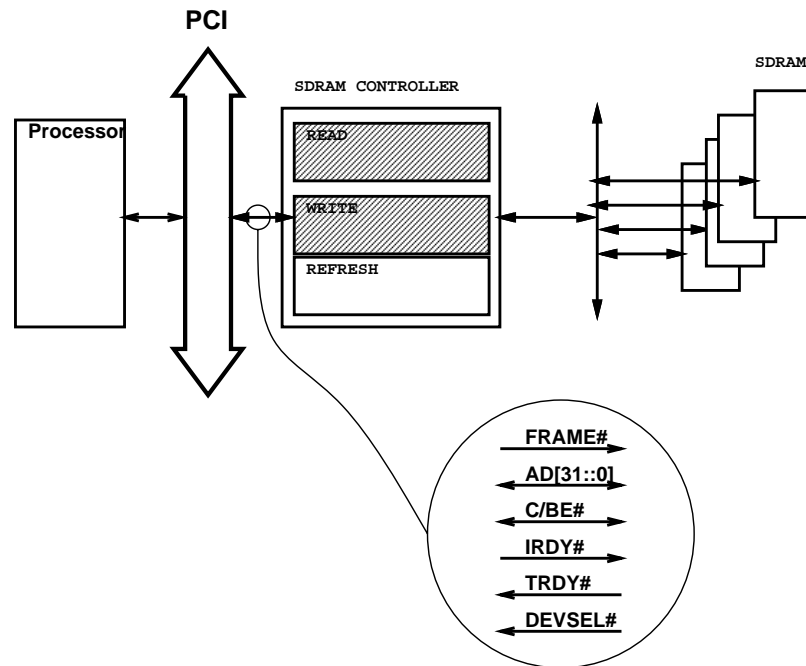 PCI
SDRAM CONTROLLER
SDRAM
Processor
READ
WRITE
REFRESH
FRAME#
AD[31::0]
C/BE#
IRDY#
TRDY#
DEVSEL#